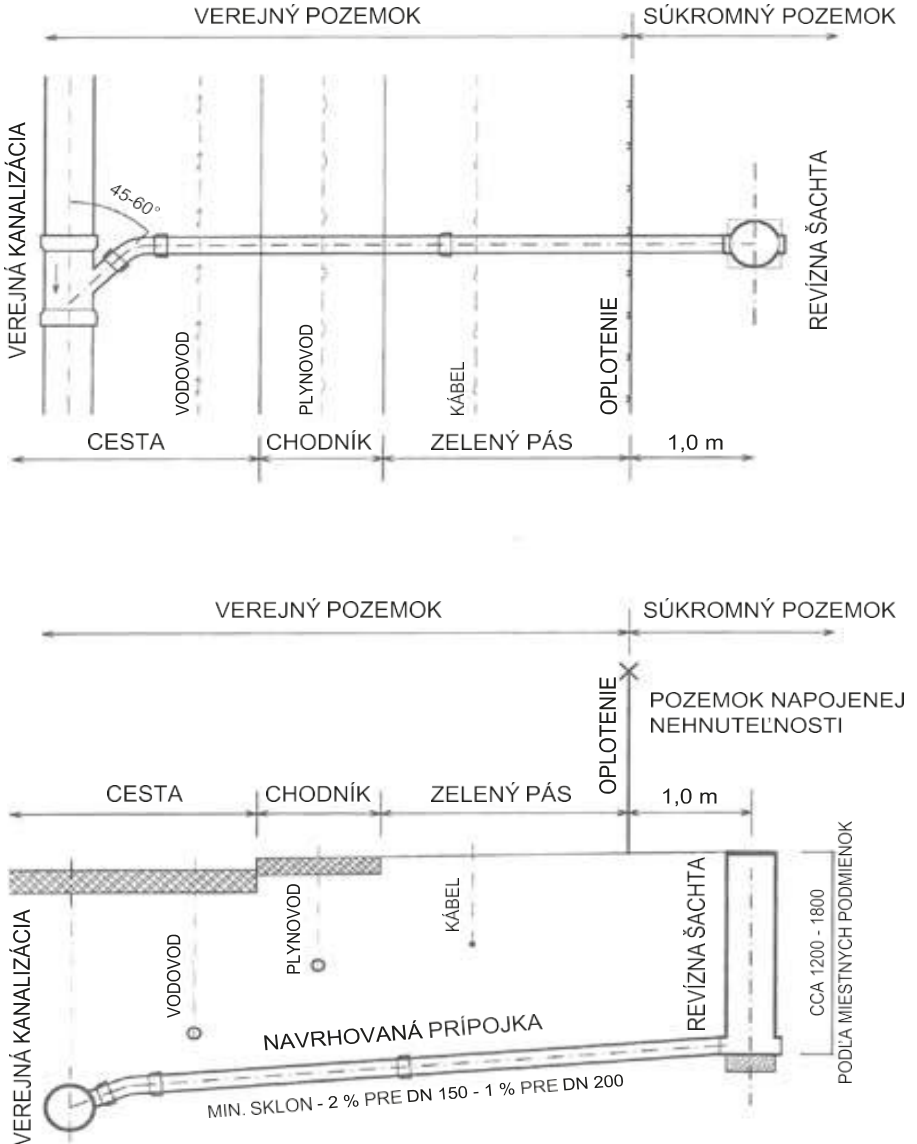 VEREJNÝ POZEMOK
SÚKROMNÝ POZEMOK
VEREJNÁ KANALIZÁCIA
45-60°
VODOVOD
PLYNOVOD
KÁBEL
OPLOTENIE
REVÍZNA ŠACHTA
CESTA
CHODNÍK
ZELENÝ PÁS
1,0 m
VEREJNÝ POZEMOK
SÚKROMNÝ POZEMOK
OPLOTENIE
POZEMOK NAPOJENEJ
NEHNUTEĽNOSTI
CESTA
CHODNÍK
ZELENÝ PÁS
1,0 m
VEREJNÁ KANALIZÁCIA
VODOVOD
PLYNOVOD
KÁBEL
REVÍZNA ŠACHTA
CCA 1200 - 1800
PODĽA MIESTNYCH PODMIENOK
NAVRHOVANÁ PRÍPOJKA
MIN. SKLON - 2 % PRE DN 150 - 1 % PRE DN 200